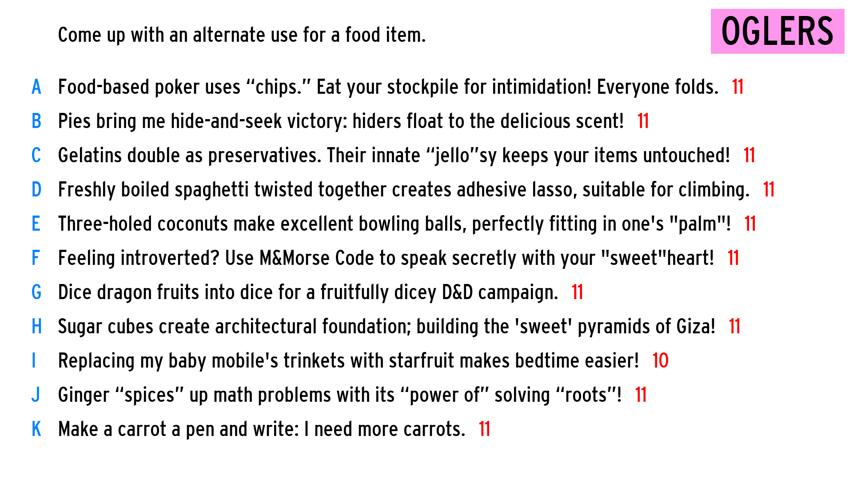 OGLERS
Come up with an alternate use for a food item.
A Food-based poker uses “chips.” Eat your stockpile for intimidation! Everyone folds. 11
B Pies bring me hide-and-seek victory: hiders float to the delicious scent! 11
C Gelatins double as preservatives. Their innate “jello”sy keeps your items untouched! 11
D Freshly boiled spaghetti twisted together creates adhesive lasso, suitable for climbing. 11
E Three-holed coconuts make excellent bowling balls, perfectly fitting in one's "palm"! 11
F Feeling introverted? Use M&Morse Code to speak secretly with your "sweet"heart! 11
G Dice dragon fruits into dice for a fruitfully dicey D&D campaign. 11
H Sugar cubes create architectural foundation; building the 'sweet' pyramids of Giza! 11
I Replacing my baby mobile's trinkets with starfruit makes bedtime easier! 10
J Ginger “spices” up math problems with its “power of” solving “roots”! 11
K Make a carrot a pen and write: I need more carrots. 11